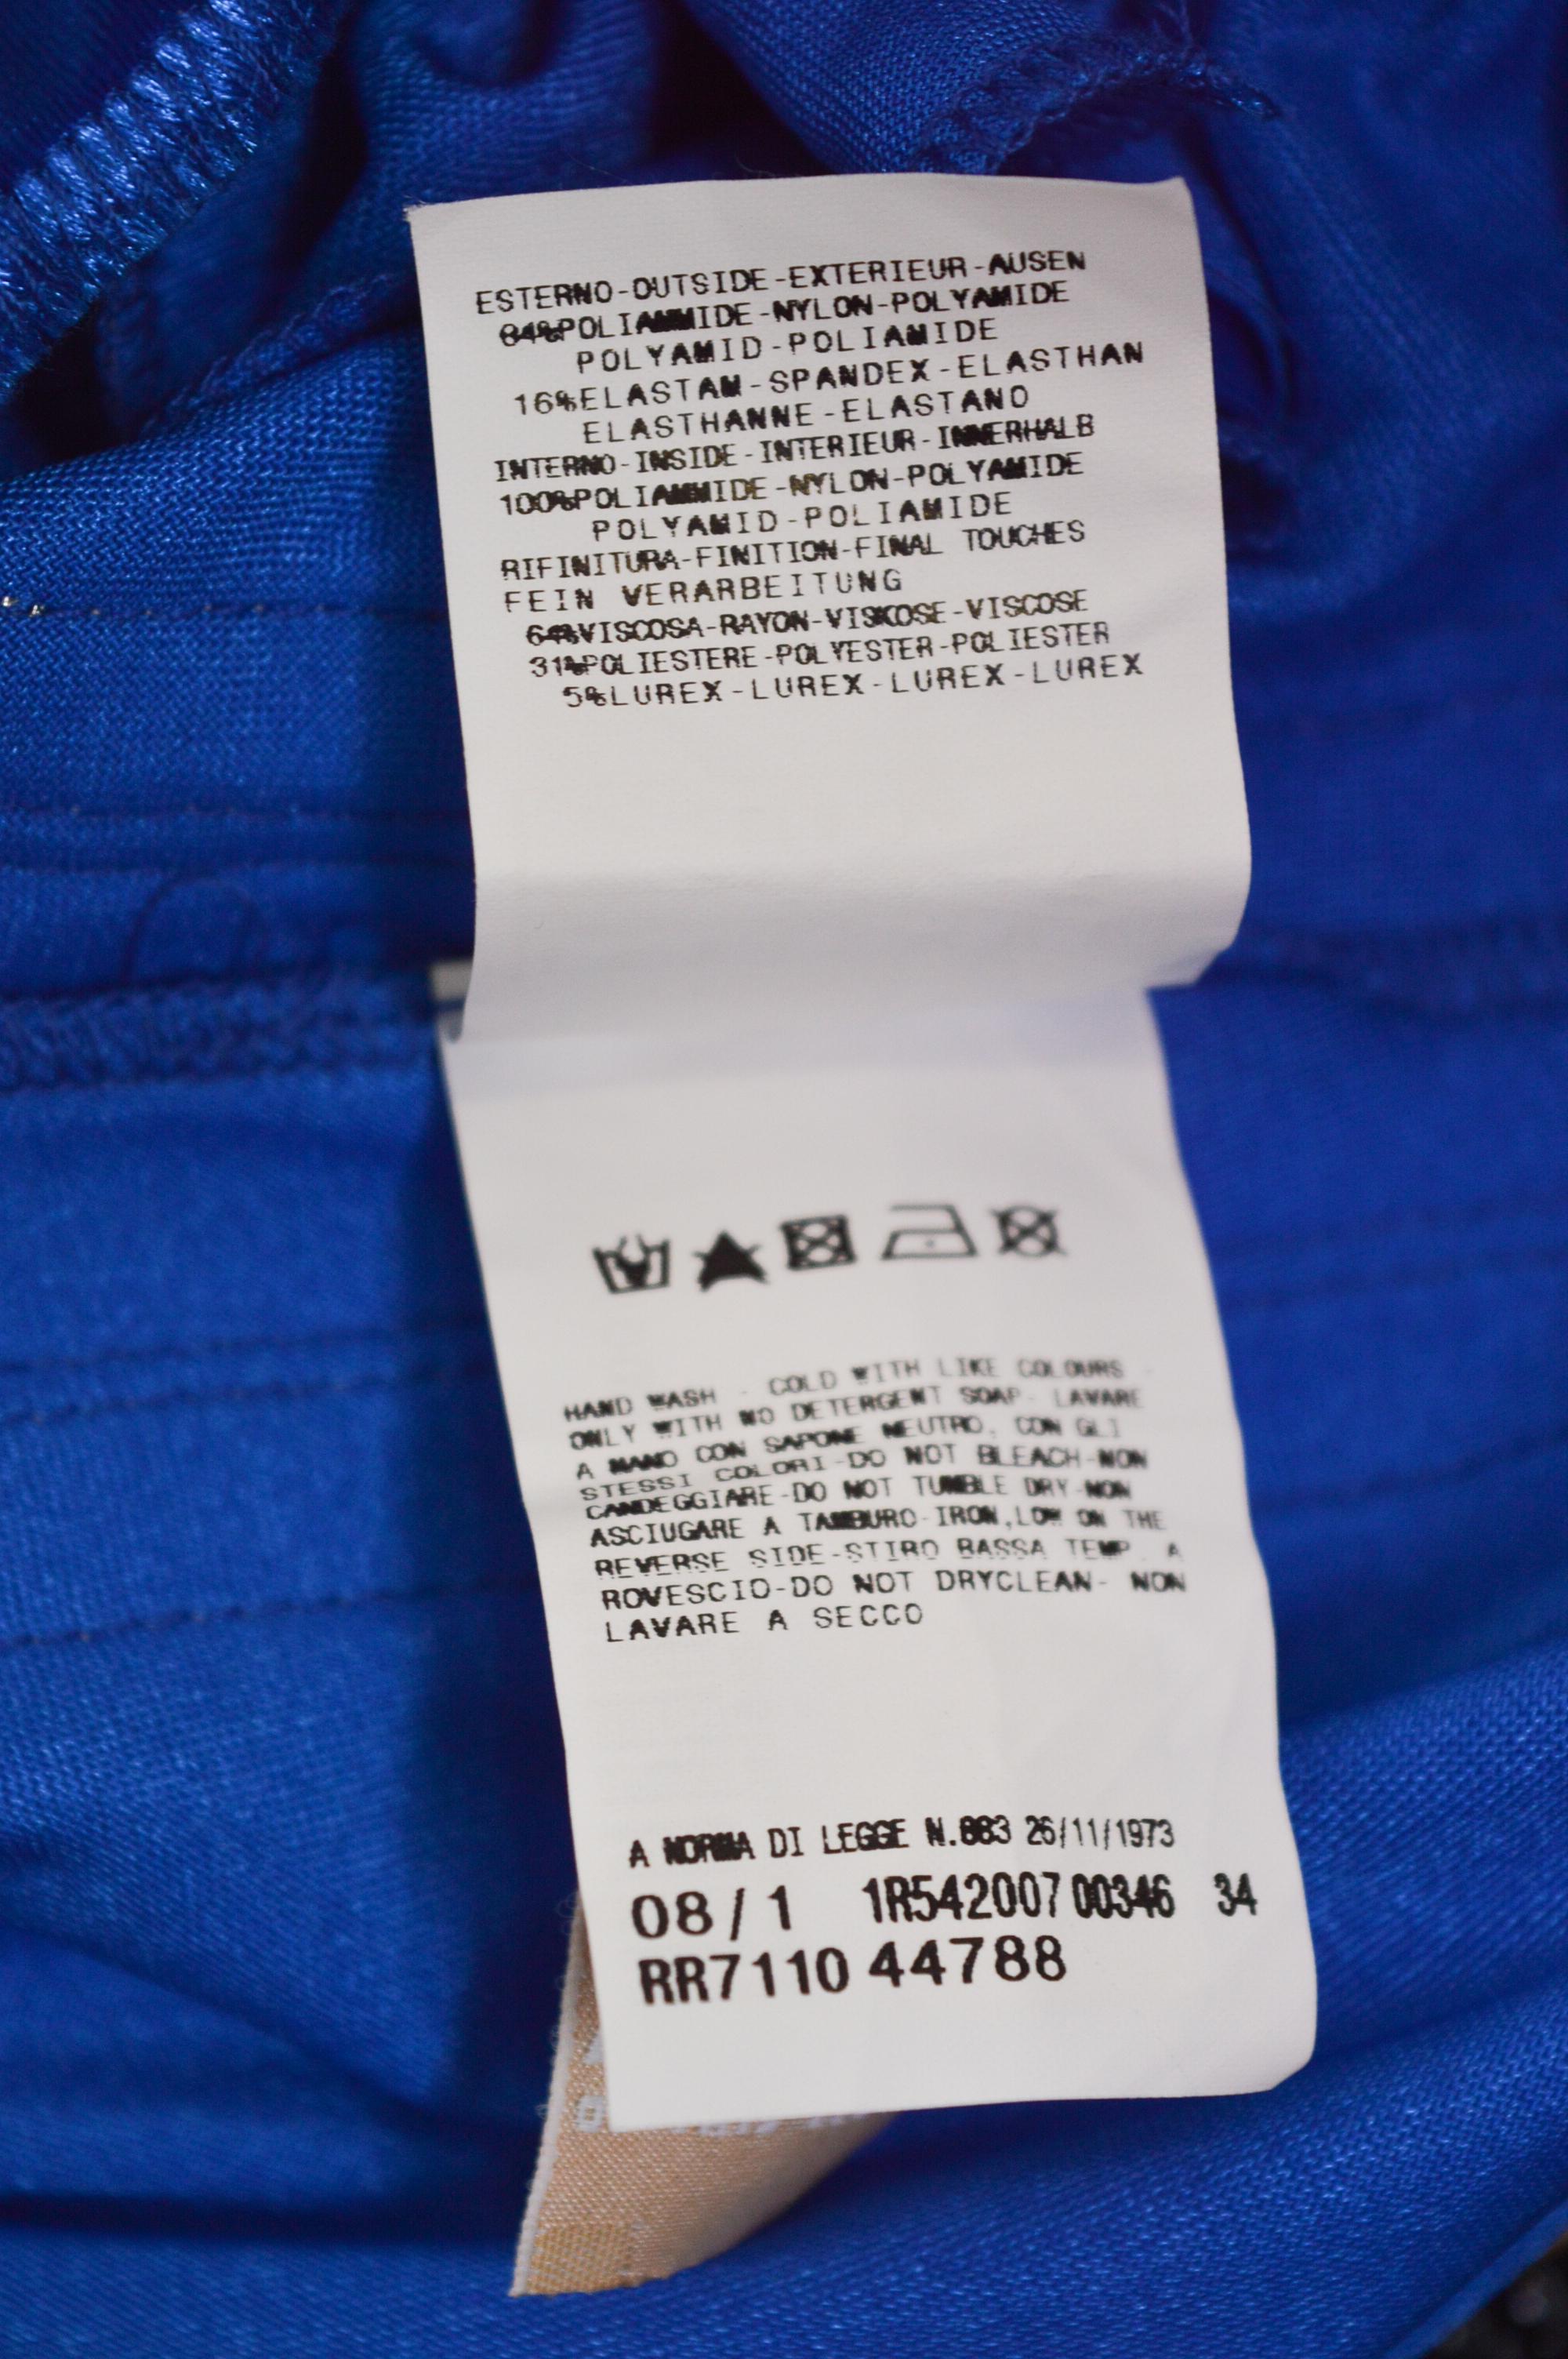 ESTERNO-OUTSIDE-EXTERIEUR-AUSEN
84%POLIAMMIDE-NYLON-POLYAMIDE
POLYAMID-POLIAMIDE
16%ELASTAM-SPANDEX-ELASTHAN
ELASTHANNE-ELASTANO
INTERNO-INSIDE-INTERIEUR-INNERHALB
100%POLIAMMIDE-NYLON-POLYAMIDE
POLYAMID-POLIAMIDE
RIFINITURA-FINITION-FINAL TOUCHES
FEIN VERARBEITUNG
64%VISCOSA-RAYON-VISKOSE-VISCOSE
31%POLIESTERE-POLYESTER-POLIESTER
5%LUREX-LUREX-LUREX-LUREX
HAND WASH - COLD WITH LIKE COLOURS -
ONLY WITH NO DETERGENT SOAP- LAVARE
A MANO CON SAPONE NEUTRO, CON GLI
STESSI COLORI-DO NOT BLEACH-NON
CANDEGGIARE-DO NOT TUMBLE DRY-NON
ASCIUGARE A TAMBURO-IRON,LOW ON THE
REVERSE SIDE-STIRO BASSA TEMP. A
ROVESCIO-DO NOT DRYCLEAN- NON
LAVARE A SECCO
A NORMA DI LEGGE N.883 26/11/1973
08/1 1R542007 00346 34
RR7110 44788